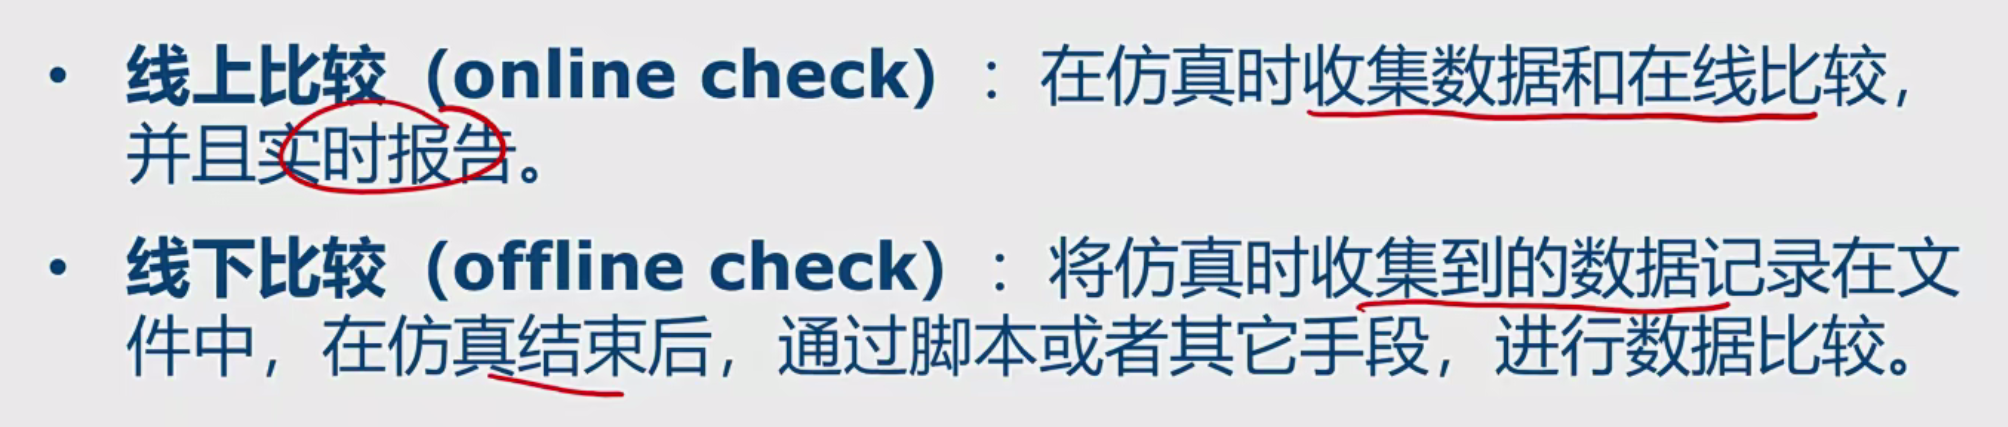 • 线上比较（online check）：在仿真时收集数据和在线比较，
并且实时报告。
• 线下比较（offline check）：将仿真时收集到的数据记录在文
件中，在仿真结束后，通过脚本或者其它手段，进行数据比较。